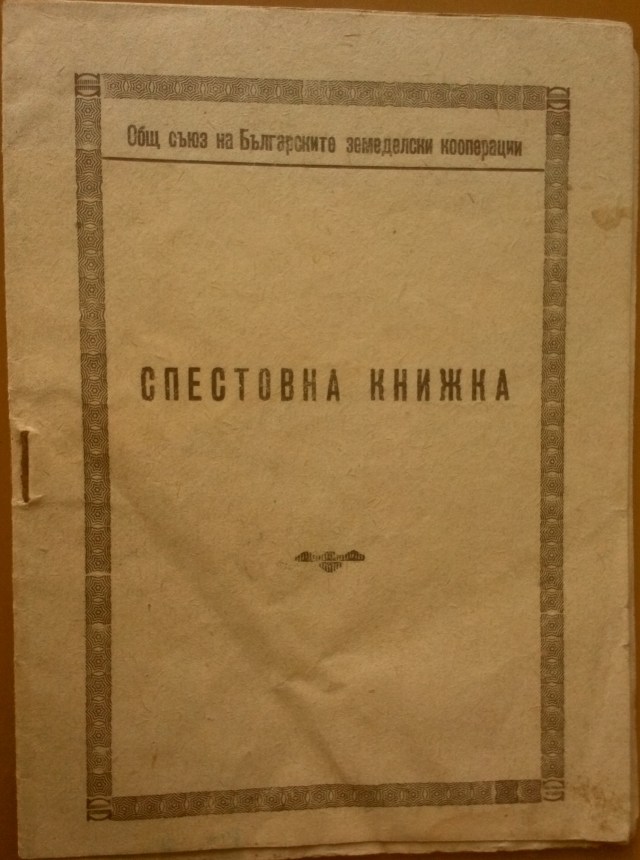 Общ съюз на Българските земеделски кооперации
СПЕСТОВНА КНИЖКА